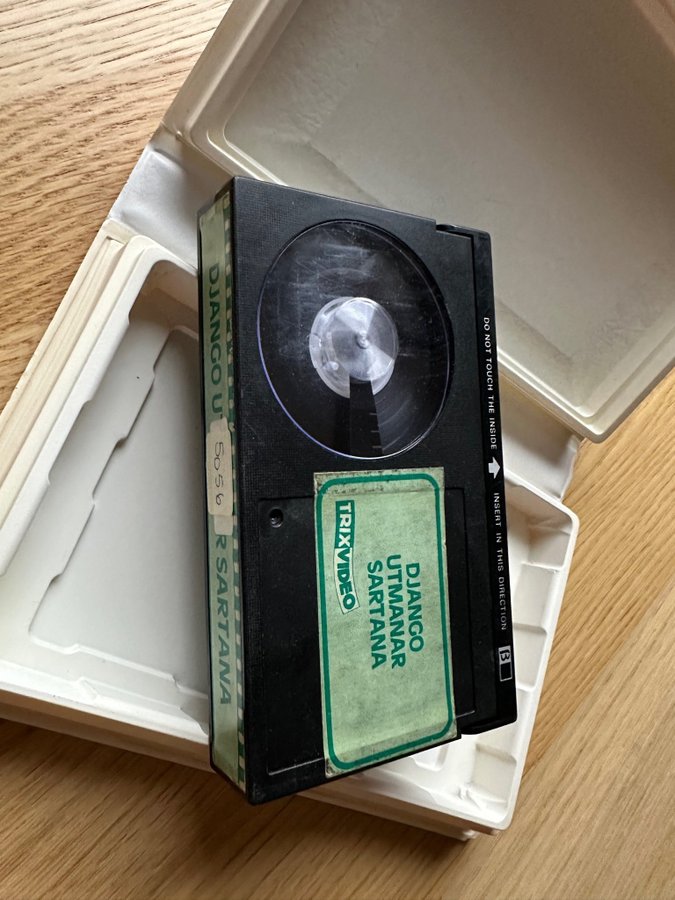 TRIXVIDEO
DJANGO
UTMANAR
SARTANA
DO NOT TOUCH THE INSIDE
INSERT IN THIS DIRECTION
B
DJANGO U
5056
R SARTANA